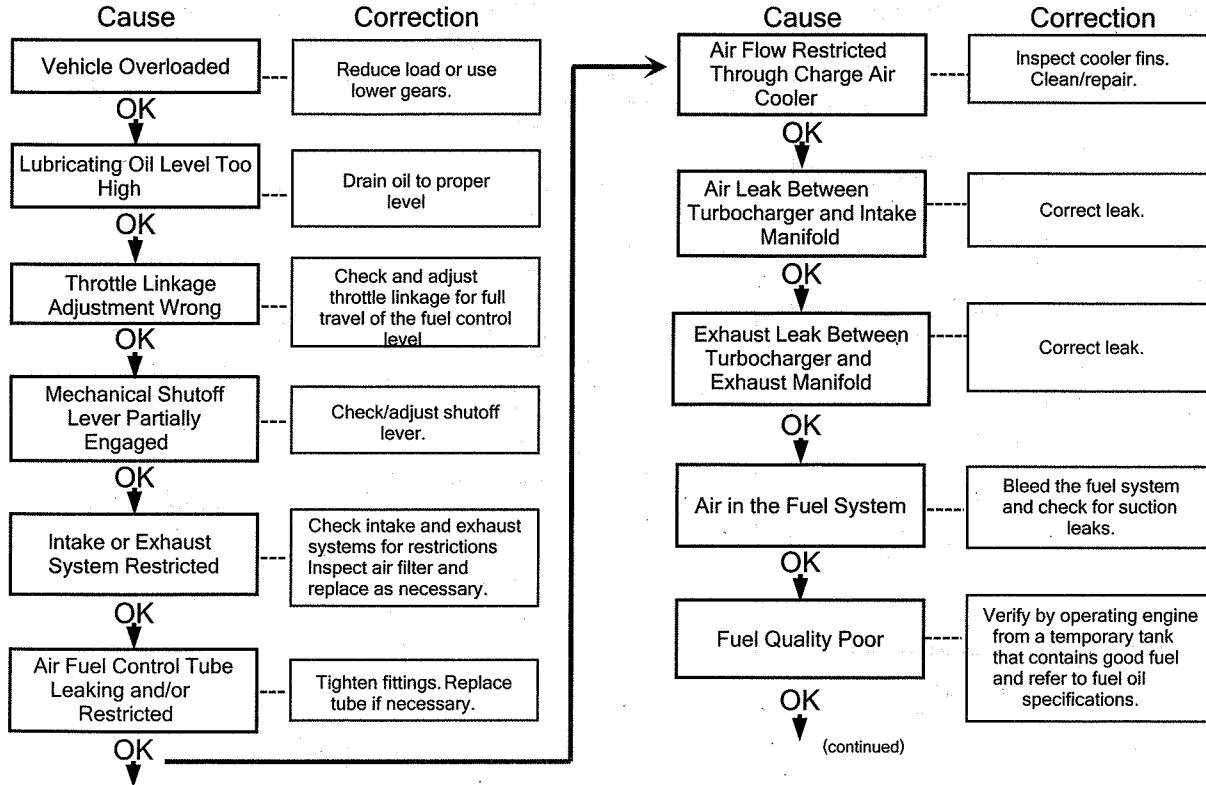 Cause
Correction
Vehicle Overloaded
Reduce load or use
lower gears.
OK
Lubricating Oil Level Too
High
Drain oil to proper
level
OK
Throttle Linkage
Adjustment Wrong
Check and adjust
throttle linkage for full
travel of the fuel control
level
OK
Mechanical Shutoff
Lever Partially
Engaged
Check/adjust shutoff
lever.
OK
Intake or Exhaust
System Restricted
Check intake and exhaust
systems for restrictions
Inspect air filter and
replace as necessary.
OK
Air Fuel Control Tube
Leaking and/or
Restricted
Tighten fittings. Replace
tube if necessary.
OK
Cause
Correction
Air Flow Restricted
Through Charge Air
Cooler
Inspect cooler fins.
Clean/repair.
OK
Air Leak Between
Turbocharger and Intake
Manifold
Correct leak.
OK
Exhaust Leak Between
Turbocharger and
Exhaust Manifold
Correct leak.
OK
Air in the Fuel System
Bleed the fuel system
and check for suction
leaks.
OK
Fuel Quality Poor
Verify by operating engine
from a temporary tank
that contains good fuel
and refer to fuel oil
specifications.
OK
(continued)